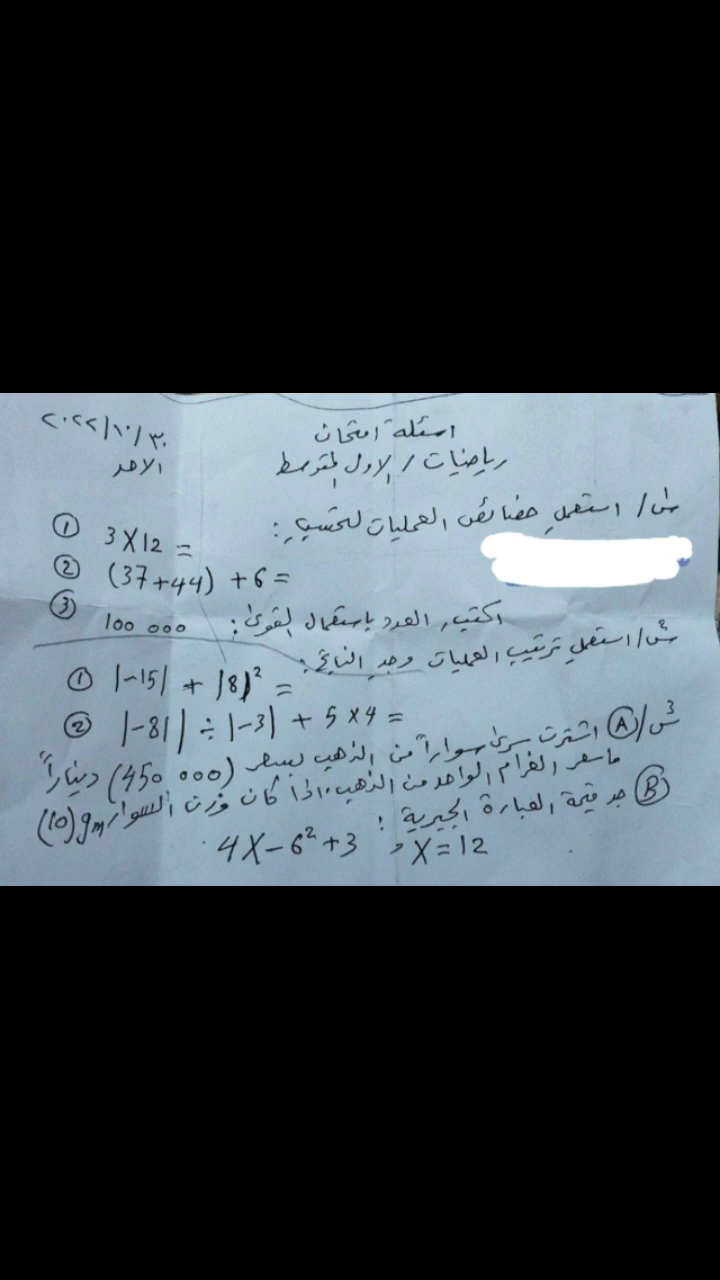 اسئلة امتحان
٢٠٢٢/١٠/٣٠
رياضيات / الاول المتوسط
الاحد
س١/ استعمل خصائص العمليات لتحسب:
① 3×12 =
② (37+44) +6=
③ 100 000 اكتب العدد باستعمال القوى:
س٢/ استعمل ترتيب العمليات وجد الناتج:
① |-15| + |8|² =
② |-81| ÷ |-3| + 5×4 =
س٣/ Ⓐ اشترت سرى سواراً من الذهب بسعر (450 000) ديناراً
ما سعر الغرام الواحد من الذهب، اذا كان وزن السوار (10)gm
Ⓑ جد قيمة العبارة الجبرية:
4X-6²+3 , X=12